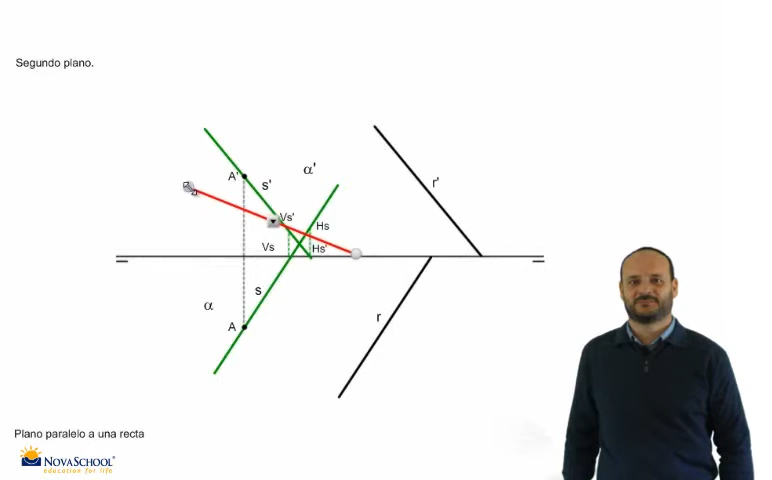 Segundo plano.
α'
A'
s'
r'
Vs'
Hs
Vs
Hs'
s
α
r
A
Plano paralelo a una recta
NOVASCHOOL
education for life